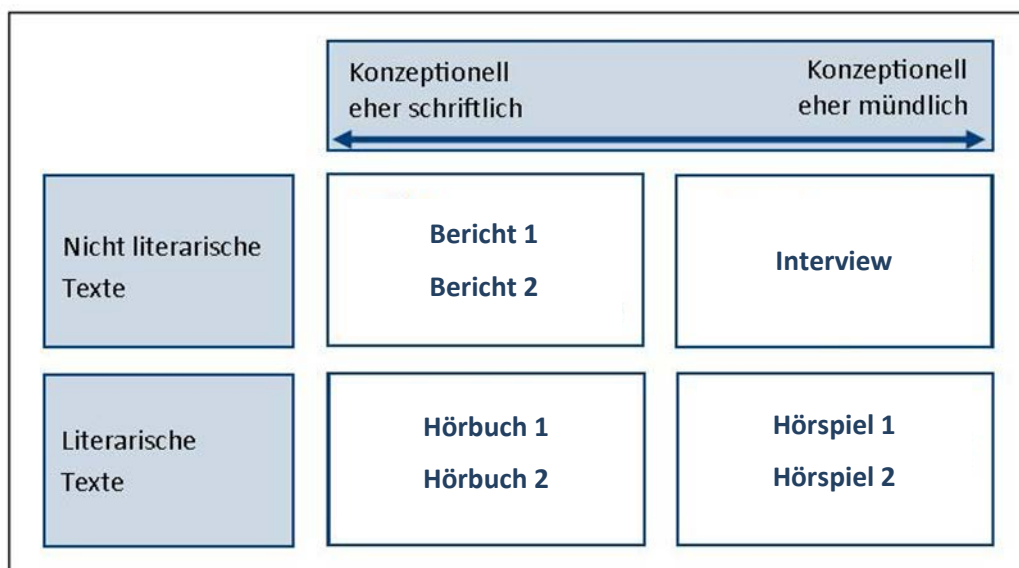 Konzeptionell
eher schriftlich
Konzeptionell
eher mündlich
Nicht literarische
Texte
Bericht 1
Bericht 2
Interview
Literarische
Texte
Hörbuch 1
Hörbuch 2
Hörspiel 1
Hörspiel 2